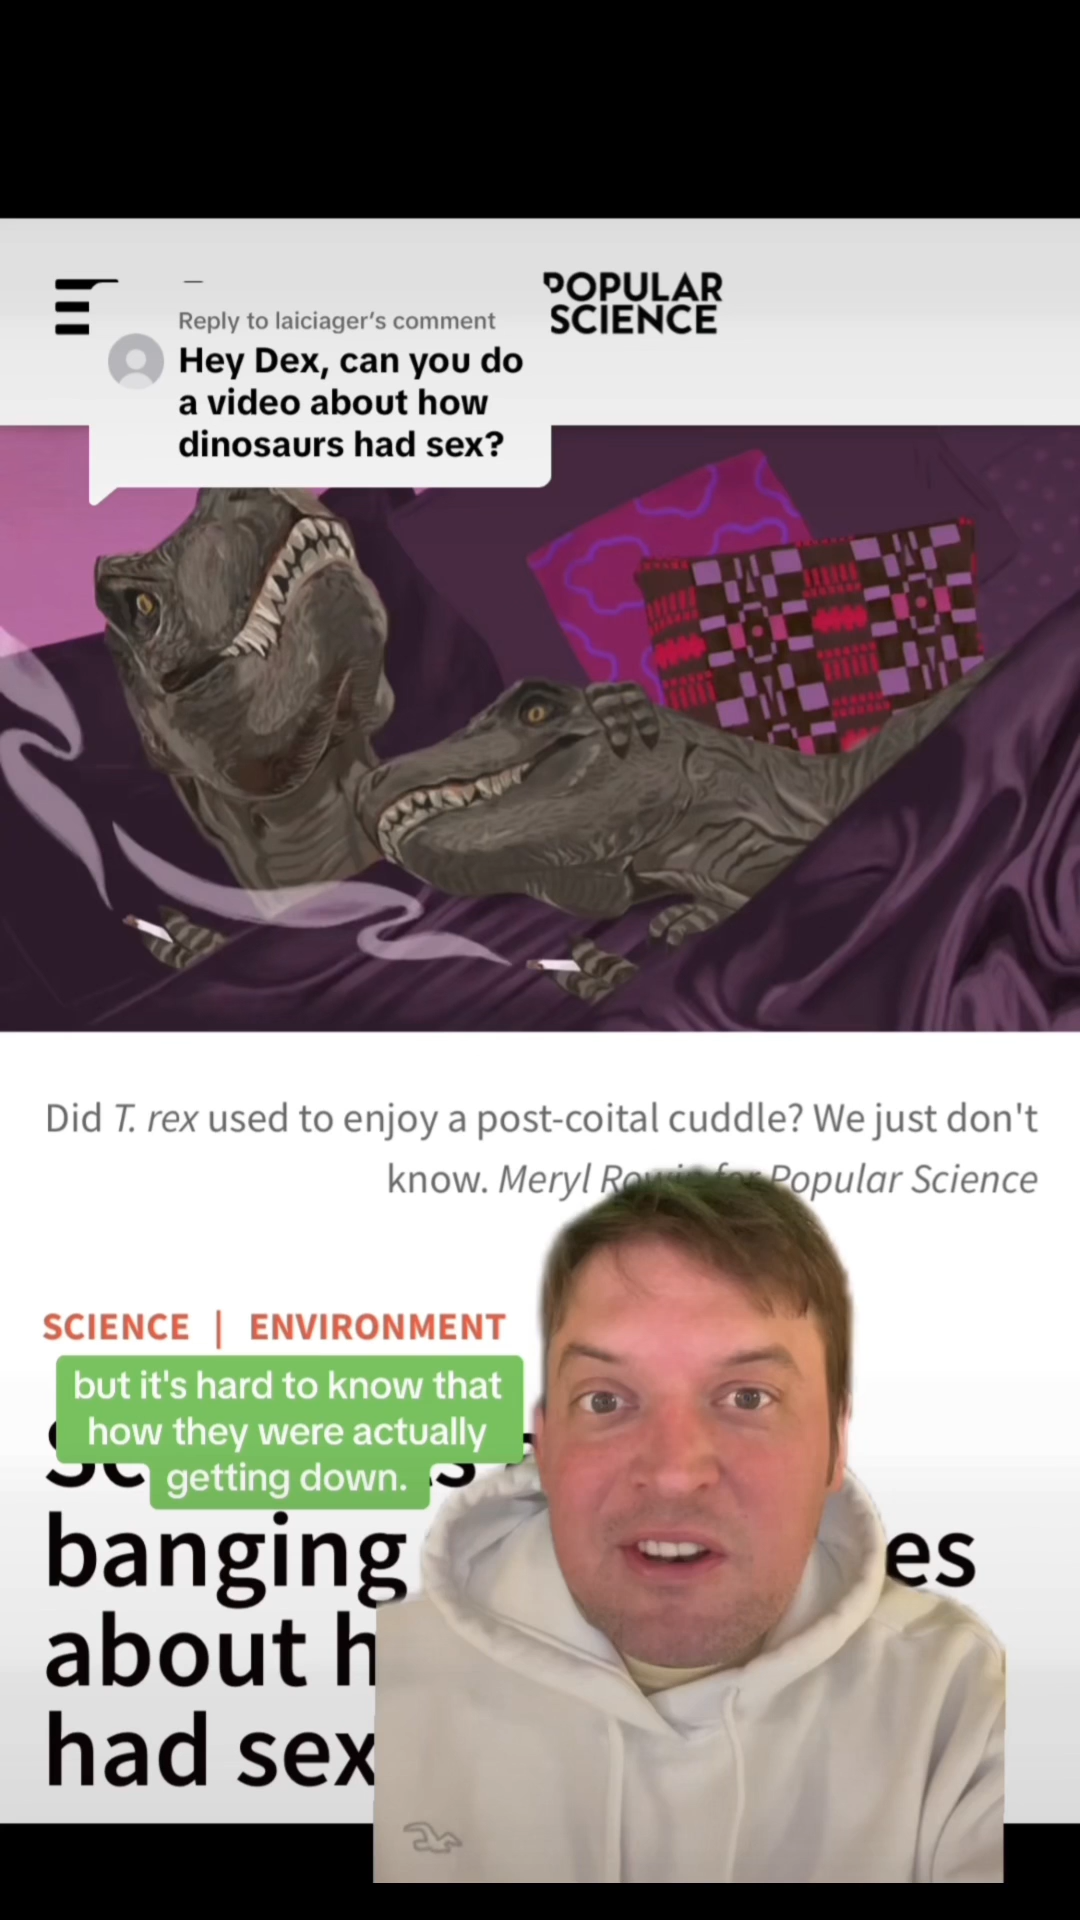 POPULAR
SCIENCE
Reply to laiciager's comment
Hey Dex, can you do
a video about how
dinosaurs had sex?
Did T. rex used to enjoy a post-coital cuddle? We just don't
know. Meryl Popular Science
SCIENCE | ENVIRONMENT
but it's hard to know that
how they were actually
getting down.
banging
about
had sex